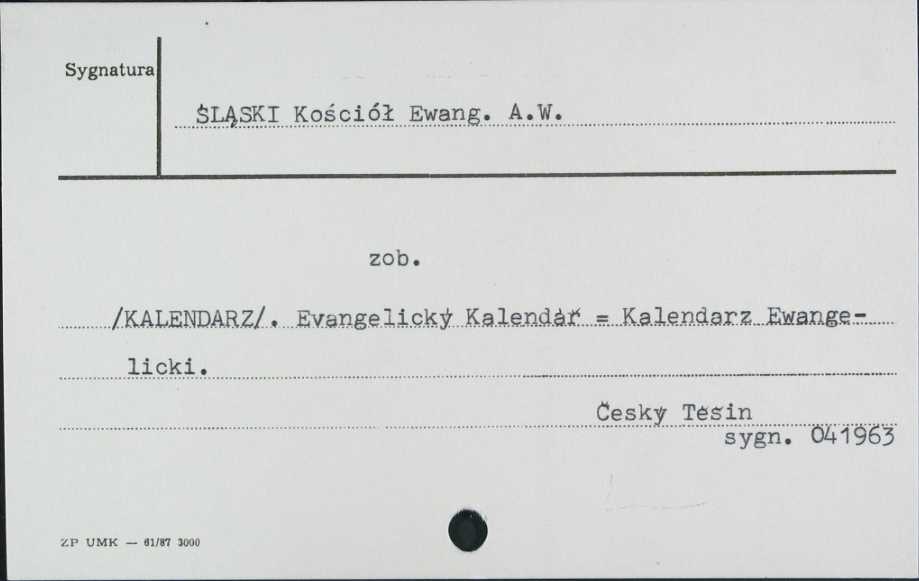 Sygnatura
ŚLĄSKI Kościół Ewang. A.W.
zob.
/KALENDARZ/. Evangelický Kalendář = Kalendarz Ewange-
licki.
Český Těšin
sygn. 041963
ZP UMK — 61/87 3000